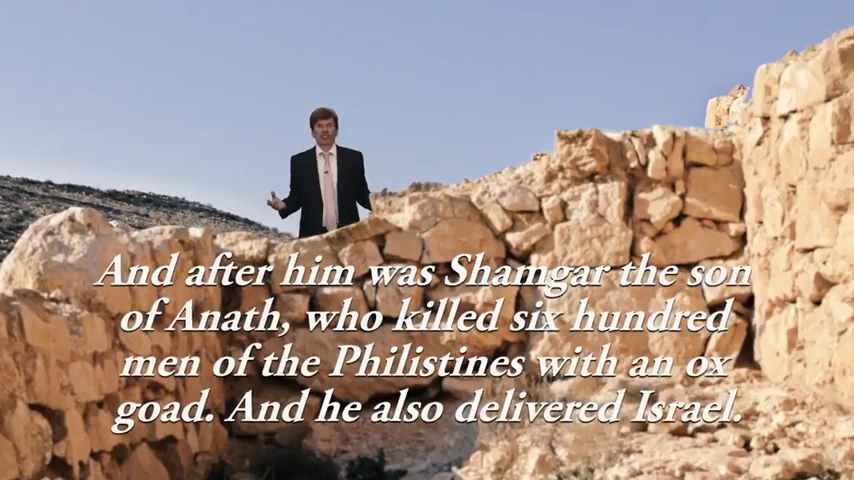 And after him was Shamgar the son
of Anath, who killed six hundred
men of the Philistines with an ox
goad. And he also delivered Israel.